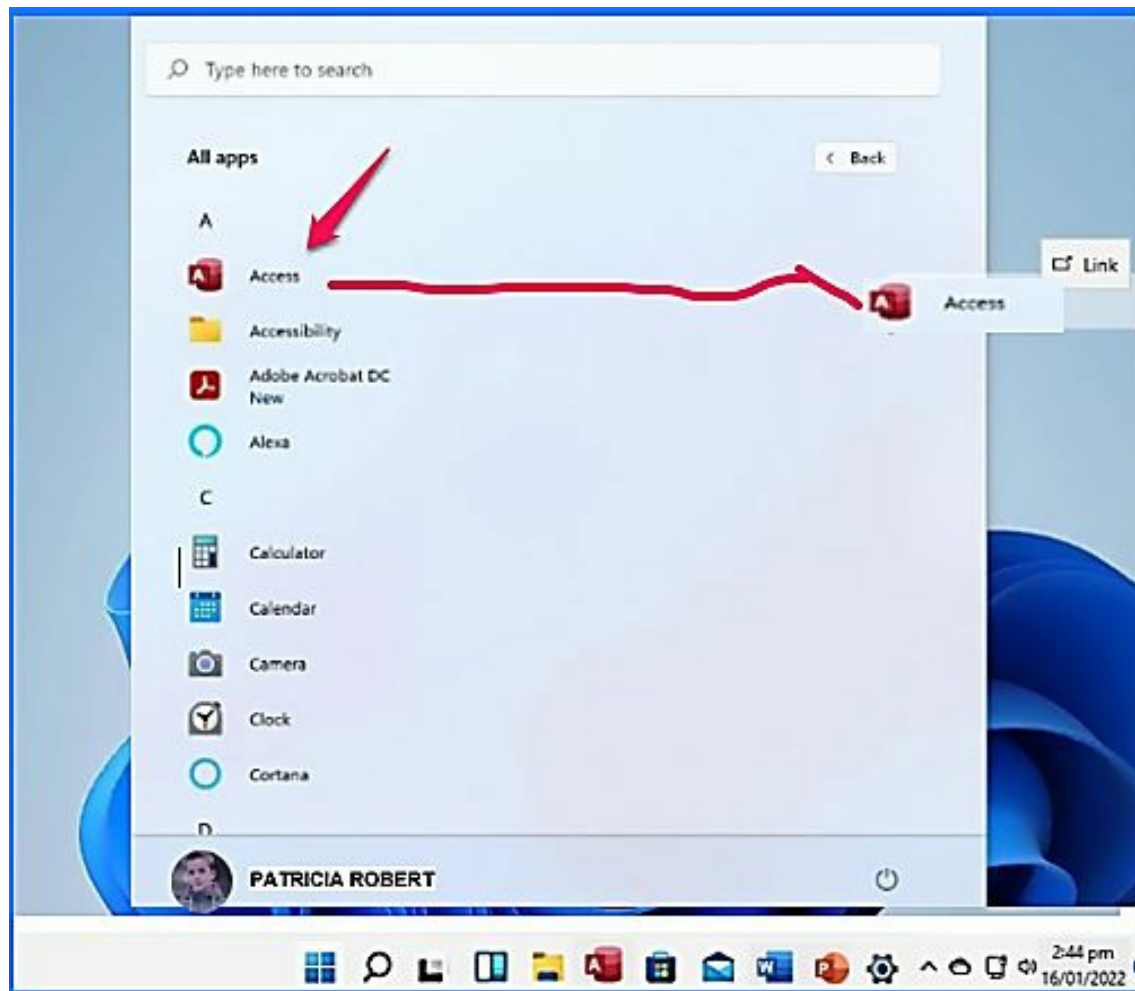 Type here to search
All apps
< Back
A
Access
Access
Link
Accessibility
Adobe Acrobat DC
New
Alexa
C
Calculator
Calendar
Camera
Clock
Cortana
D
PATRICIA ROBERT
2:44 pm
16/01/2022